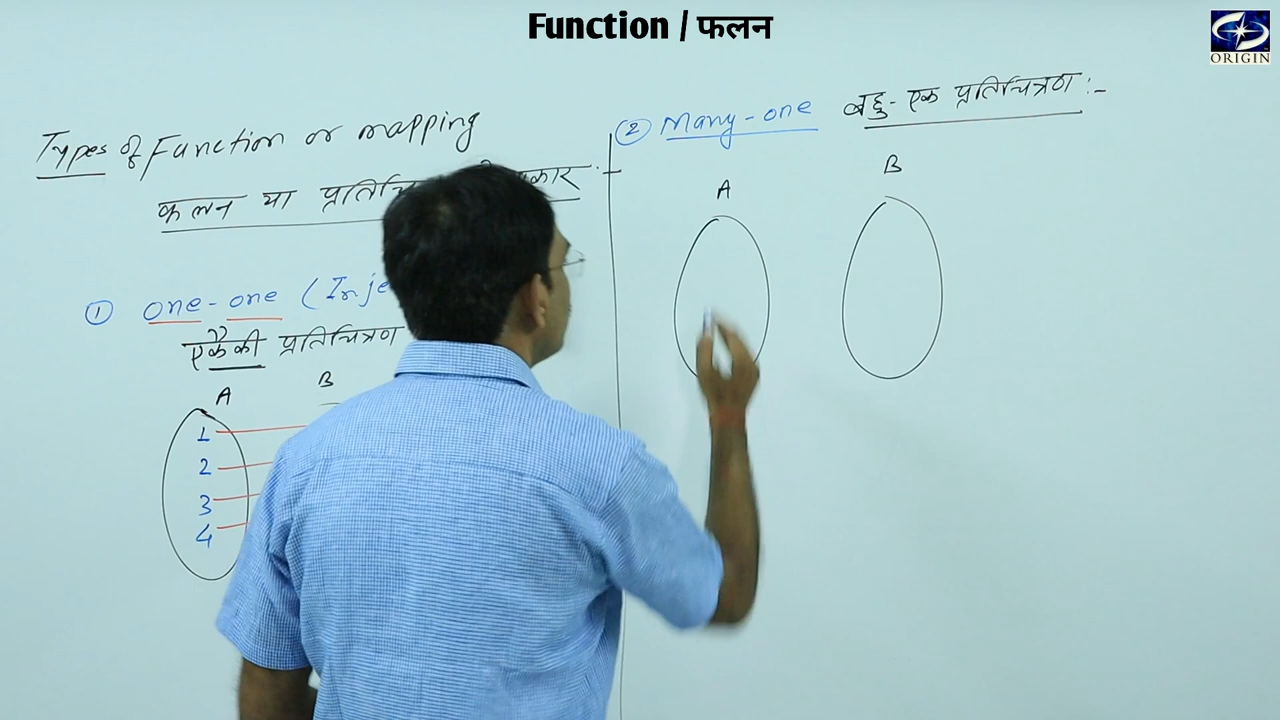 Function / फलन
ORIGIN
Types of Function or mapping
फलन या
① one-one (Inje
एकैकी प्रतिचित्रण
A B
1
2
3
4
② Many-one बहु-एक प्रतिचित्रण :-
A B